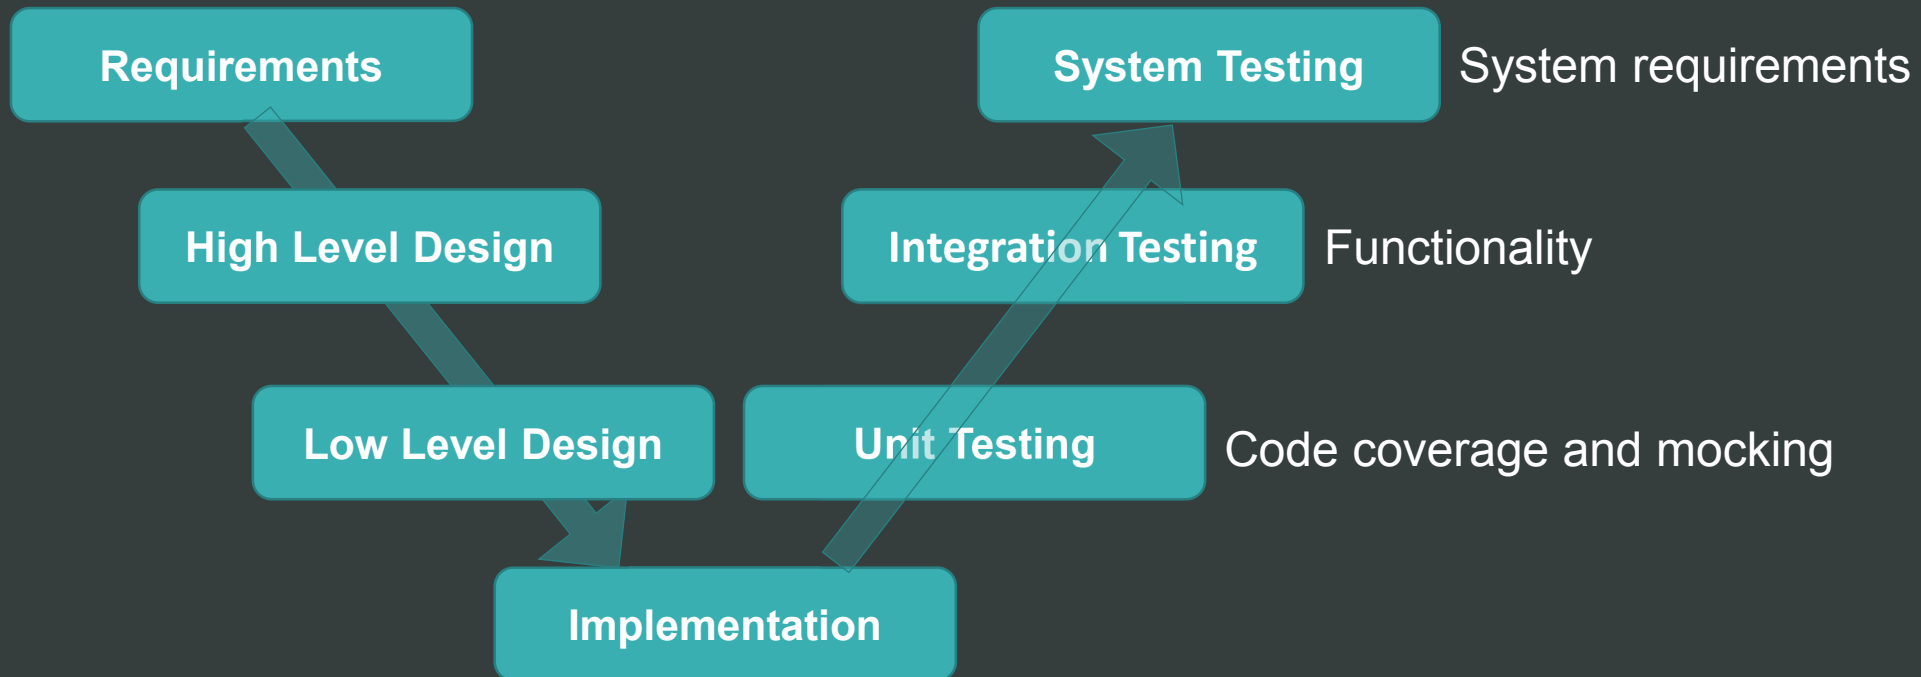 Requirements
System Testing
System requirements
High Level Design
Integration Testing
Functionality
Low Level Design
Unit Testing
Code coverage and mocking
Implementation